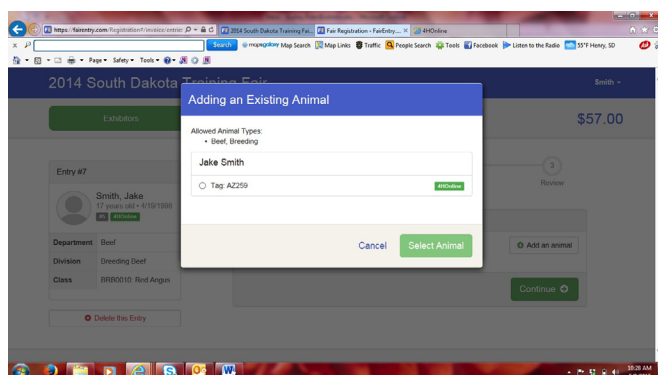 https://fairentry.com/Registration#/invoice/entries
2014 South Dakota Training Fai...
Fair Registration - FairEntry....
4HOnline
Search
mapsgalaxy
Map Search
Map Links
Traffic
People Search
Tools
Facebook
Listen to the Radio
55°F Henry, SD
Page
Safety
Tools
2014 South Dakota Training Fair
Smith
Exhibitors
$57.00
Adding an Existing Animal
Allowed Animal Types:
• Beef, Breeding
Jake Smith
Tag: AZ259
4HOnline
Cancel
Select Animal
Entry #7
Smith, Jake
17 years old • 4/19/1998
4HOnline
Department Beef
Division Breeding Beef
Class BRB0010: Red Angus
Delete this Entry
3
Review
Add an animal
Continue
10:28 AM